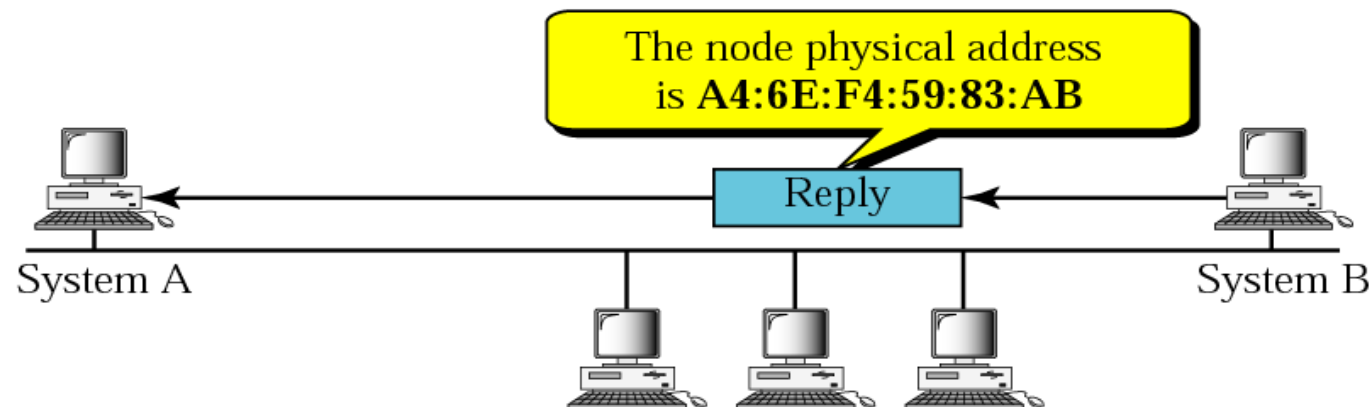 The node physical address
is A4:6E:F4:59:83:AB
Reply
System A
System B